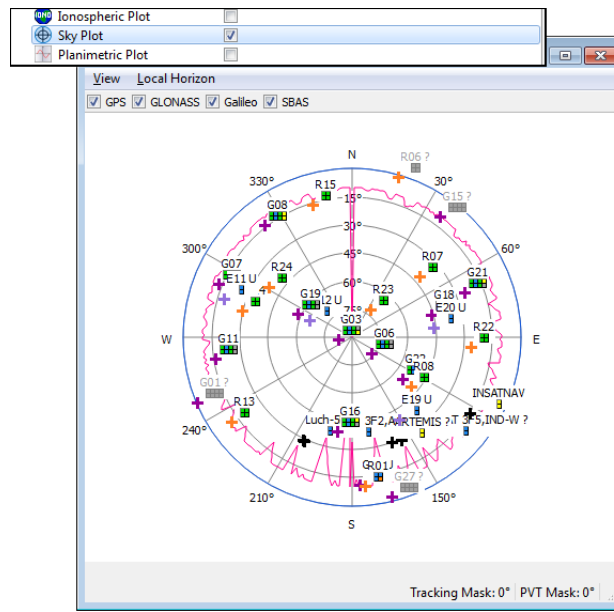 Ionospheric Plot
Sky Plot
Planimetric Plot
View Local Horizon
GPS GLONASS Galileo SBAS
N
R06 ?
330° R15 30°
G15 ?
G08 15°
30°
300° 45° R07 60°
G07 R24 60°
E11 U G21
G19 L2 U 75° R23 G18
E20 U
G03 R22
W G11 G06 E
R08
G01 ? INSATNAV
R13 E19 U
240° Luch-5 G16 3F2, ARTEMIS ? T 3F5,IND-W ?
R01
G27 ?
210° 150°
S
Tracking Mask: 0° PVT Mask: 0°